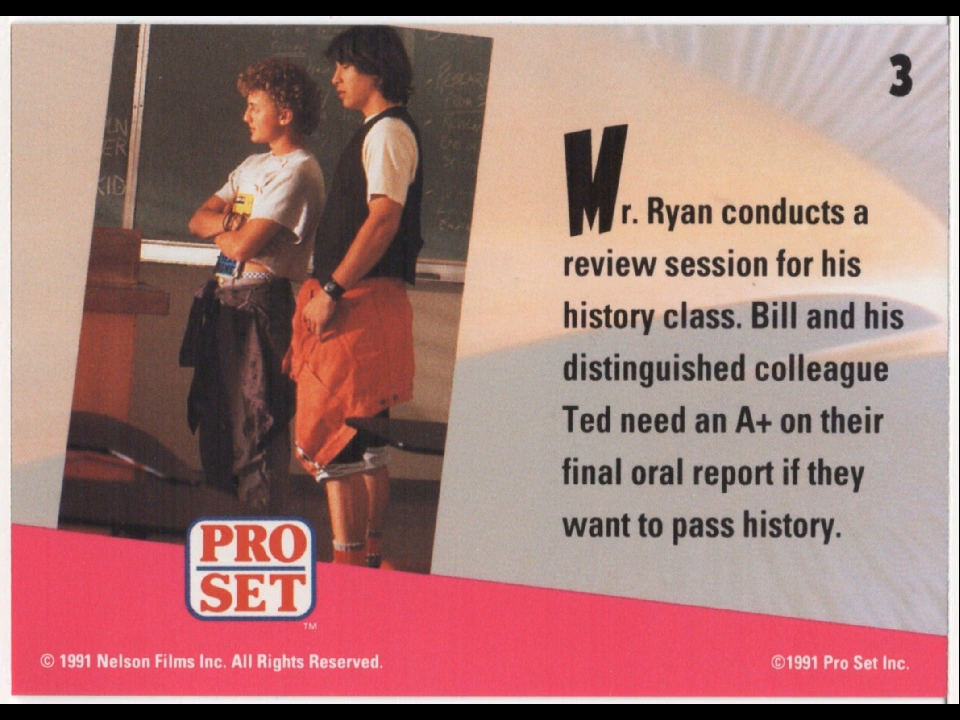 3
Mr. Ryan conducts a
review session for his
history class. Bill and his
distinguished colleague
Ted need an A+ on their
final oral report if they
want to pass history.
PRO
SET
™
© 1991 Nelson Films Inc. All Rights Reserved.
©1991 Pro Set Inc.